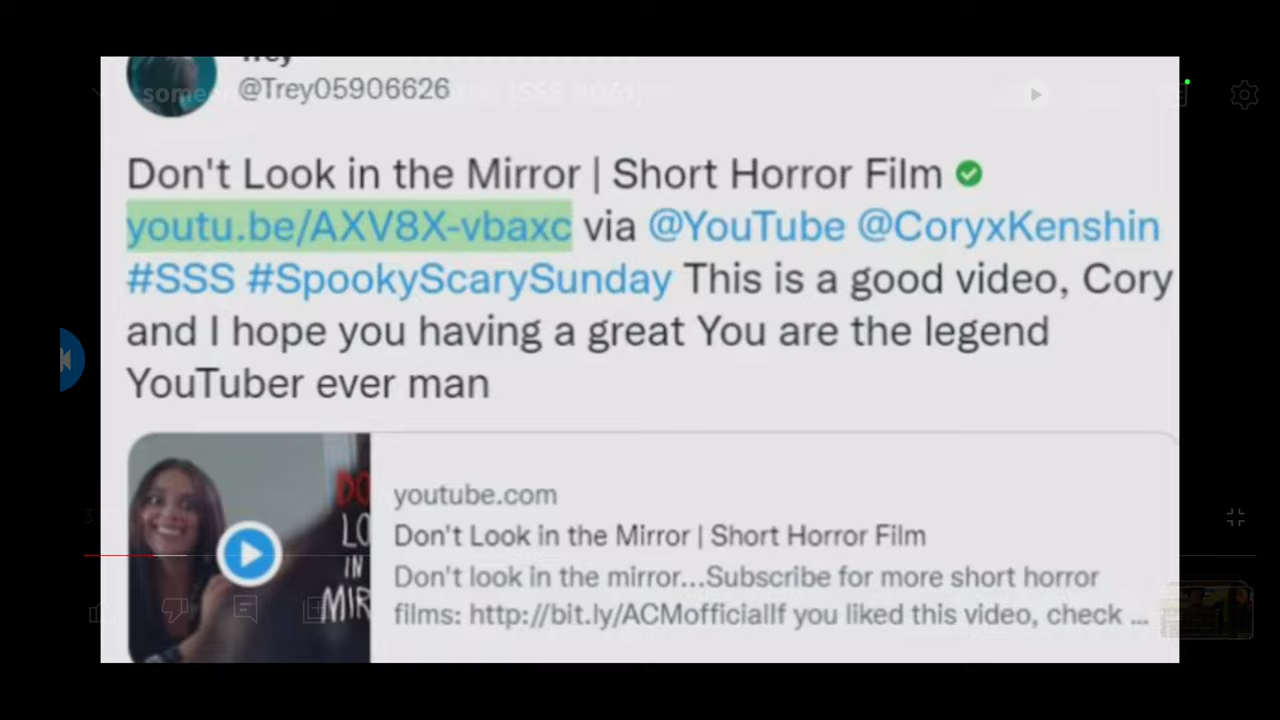 @Trey05906626
Don't Look in the Mirror | Short Horror Film
youtu.be/AXV8X-vbaxc via @YouTube @CoryxKenshin
#SSS #SpookyScarySunday This is a good video, Cory
and I hope you having a great You are the legend
YouTuber ever man
youtube.com
Don't Look in the Mirror | Short Horror Film
Don't look in the mirror...Subscribe for more short horror
films: http://bit.ly/ACMofficialIf you liked this video, check ...
LO
IN
MIR